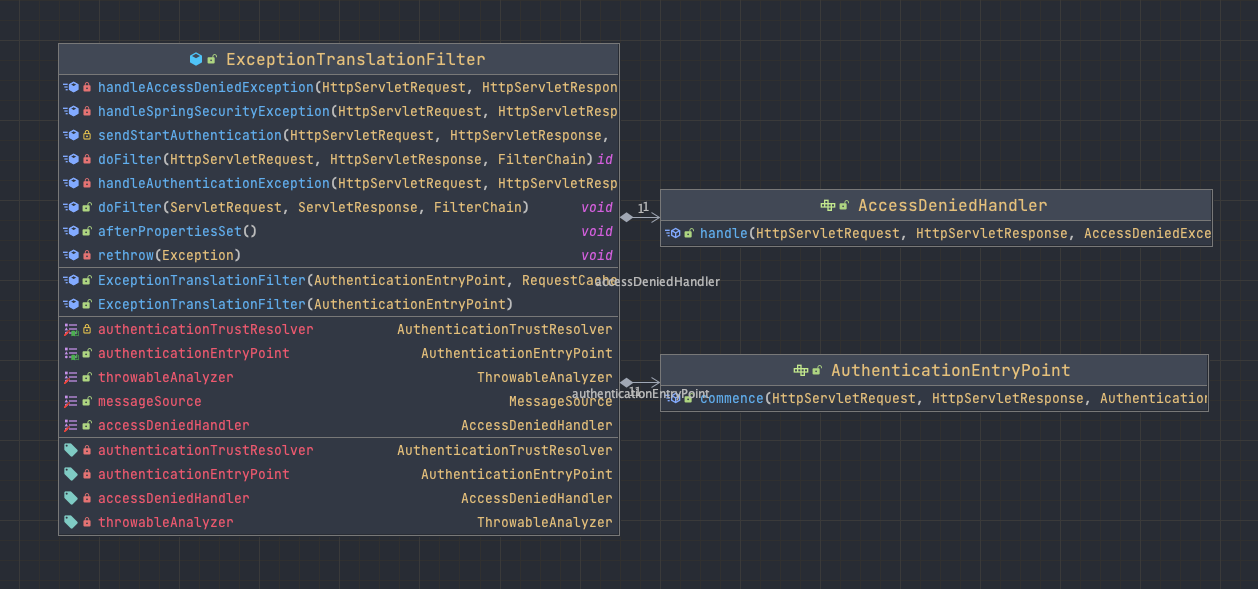 ExceptionTranslationFilter
handleAccessDeniedException(HttpServletRequest, HttpServletRespon
handleSpringSecurityException(HttpServletRequest, HttpServletResp
sendStartAuthentication(HttpServletRequest, HttpServletResponse,
doFilter(HttpServletRequest, HttpServletResponse, FilterChain) id
handleAuthenticationException(HttpServletRequest, HttpServletResp
doFilter(ServletRequest, ServletResponse, FilterChain) void
afterPropertiesSet() void
rethrow(Exception) void
ExceptionTranslationFilter(AuthenticationEntryPoint, RequestCache
ExceptionTranslationFilter(AuthenticationEntryPoint)
authenticationTrustResolver AuthenticationTrustResolver
authenticationEntryPoint AuthenticationEntryPoint
throwableAnalyzer ThrowableAnalyzer
messageSource MessageSource
accessDeniedHandler AccessDeniedHandler
authenticationTrustResolver AuthenticationTrustResolver
authenticationEntryPoint AuthenticationEntryPoint
accessDeniedHandler AccessDeniedHandler
throwableAnalyzer ThrowableAnalyzer
1
1
accessDeniedHandler
AccessDeniedHandler
handle(HttpServletRequest, HttpServletResponse, AccessDeniedExce
1
1
authenticationEntryPoint
AuthenticationEntryPoint
commence(HttpServletRequest, HttpServletResponse, Authentication